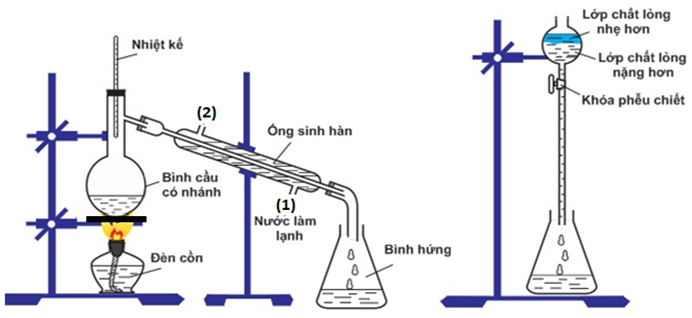 Nhiệt kế
(2)
Ống sinh hàn
Bình cầu
có nhánh
(1)
Nước làm
lạnh
Đèn cồn
Bình hứng
Lớp chất lỏng
nhẹ hơn
Lớp chất lỏng
nặng hơn
Khóa phễu chiết